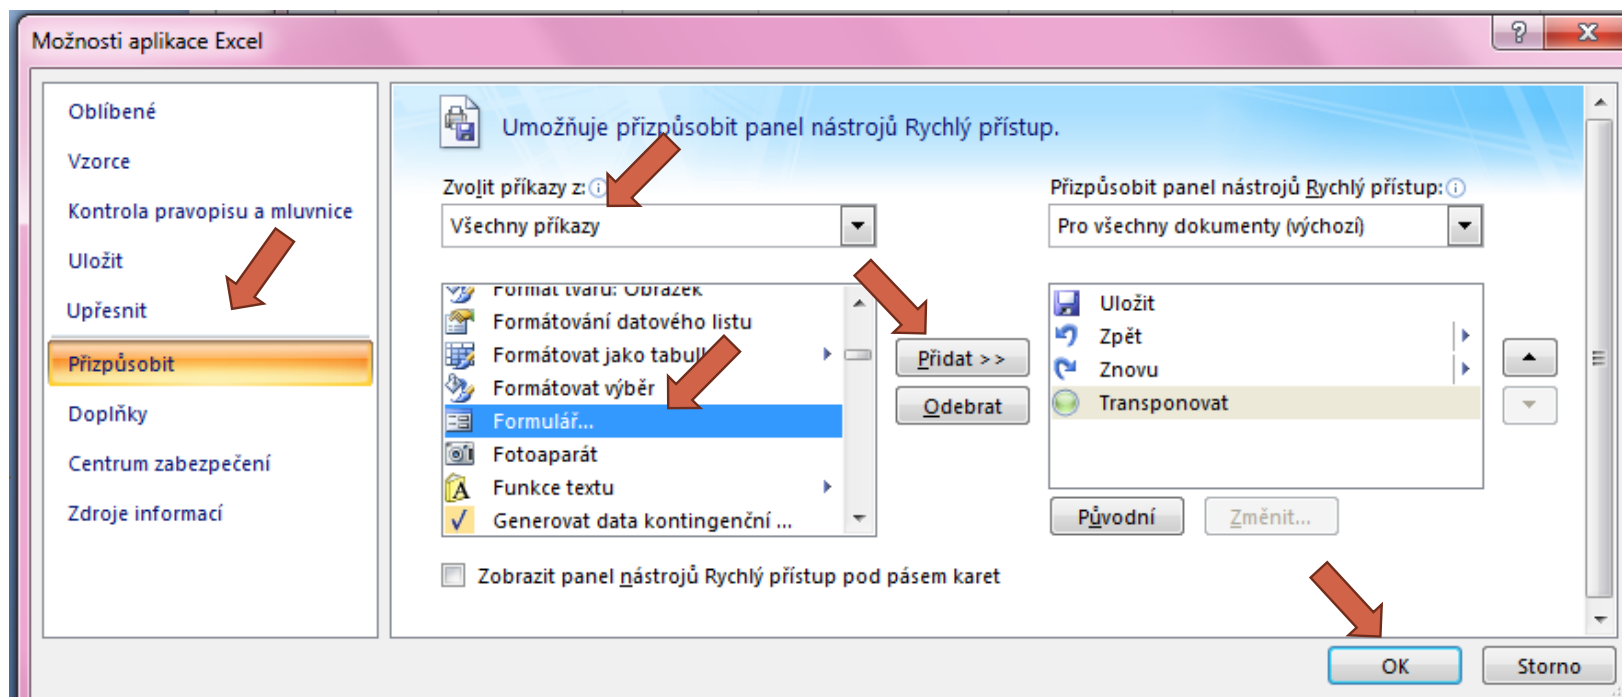 Možnosti aplikace Excel
Oblíbené
Vzorce
Kontrola pravopisu a mluvnice
Uložit
Upřesnit
Přizpůsobit
Doplňky
Centrum zabezpečení
Zdroje informací
Umožňuje přizpůsobit panel nástrojů Rychlý přístup.
Zvolit příkazy z:
Všechny příkazy
Formát tvaru: Obrázek
Formátování datového listu
Formátovat jako
Formátovat výběr
Formulář...
Fotoaparát
Funkce textu
Generovat data kontingenční ...
Přidat >>
Odebrat
Přizpůsobit panel nástrojů Rychlý přístup:
Pro všechny dokumenty (výchozí)
Uložit
Zpět
Znovu
Transponovat
Původní
Změnit...
Zobrazit panel nástrojů Rychlý přístup pod pásem karet
OK
Storno